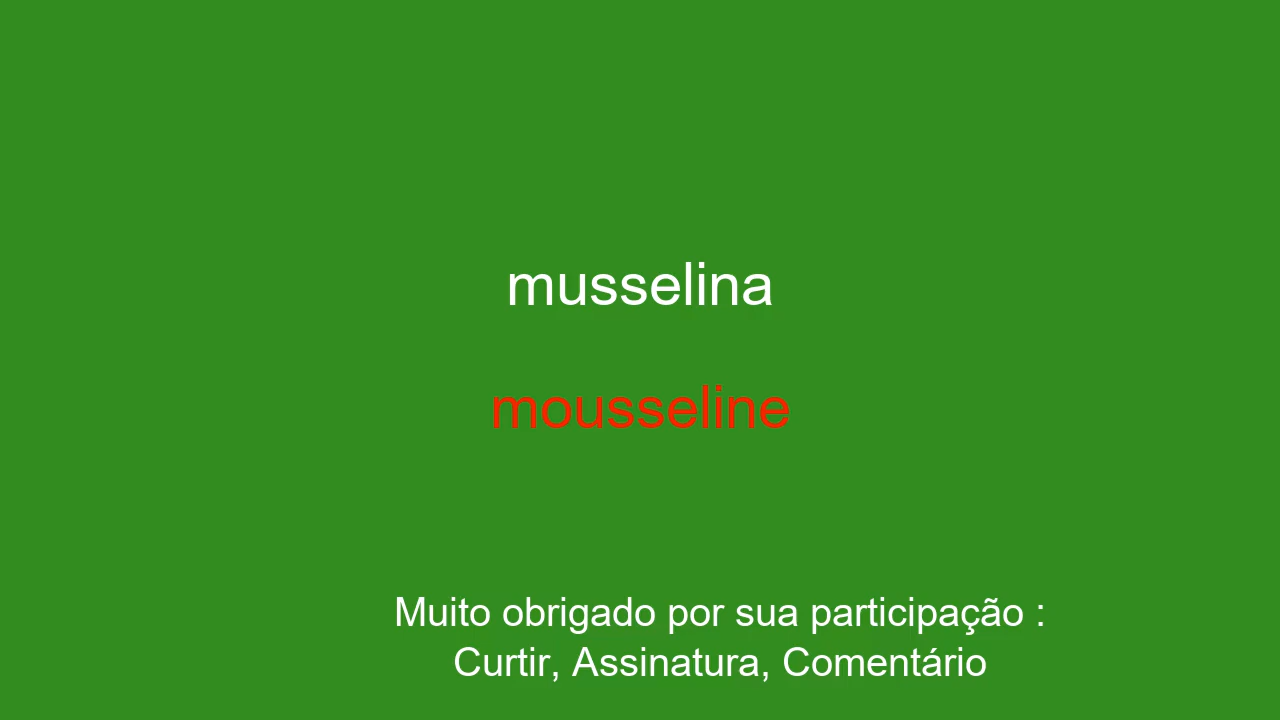 musselina
mousseline
Muito obrigado por sua participação :
Curtir, Assinatura, Comentário